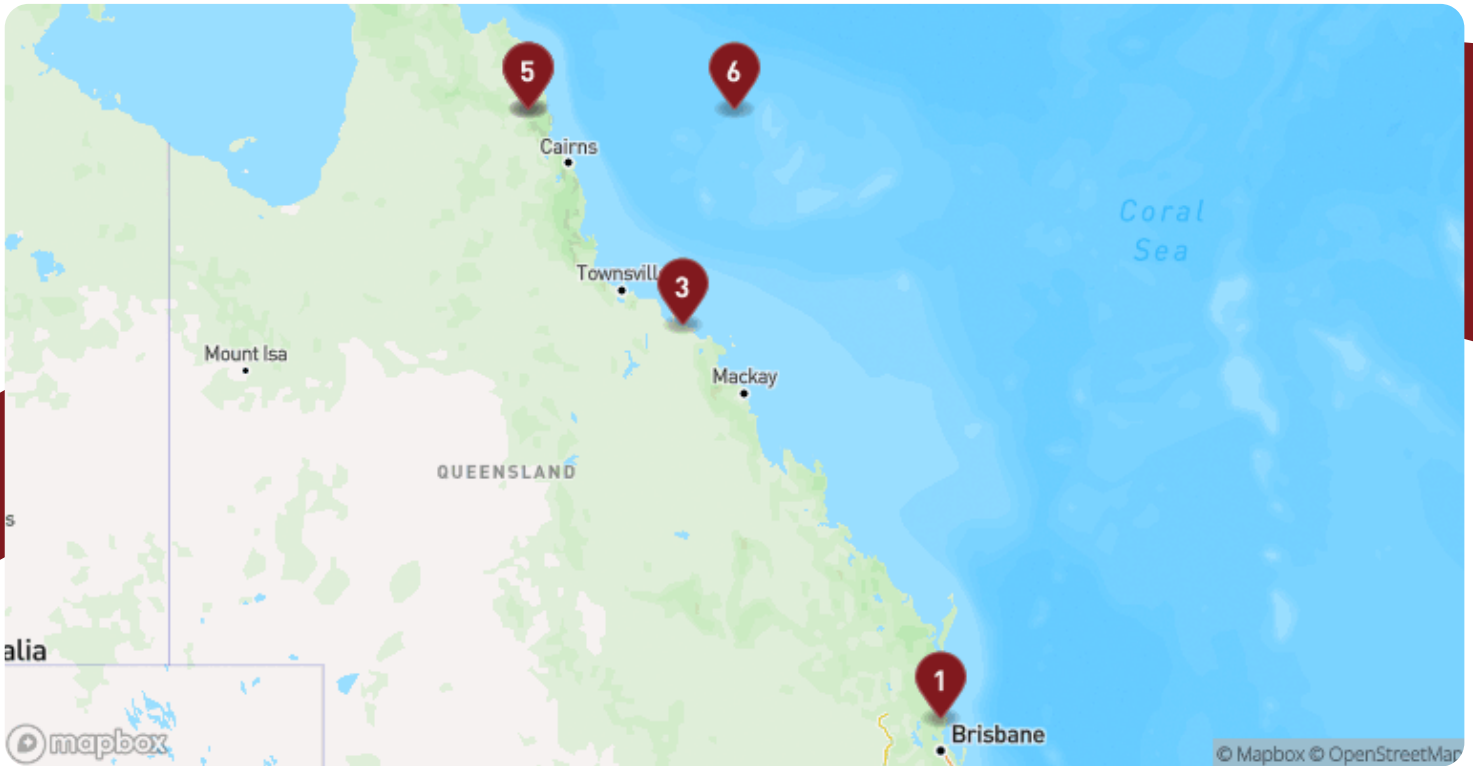 5
6
Cairns
Coral
Sea
Townsvill
3
Mount Isa
Mackay
QUEENSLAND
s
alia
1
Brisbane
mapbox
© Mapbox © OpenStreetMap